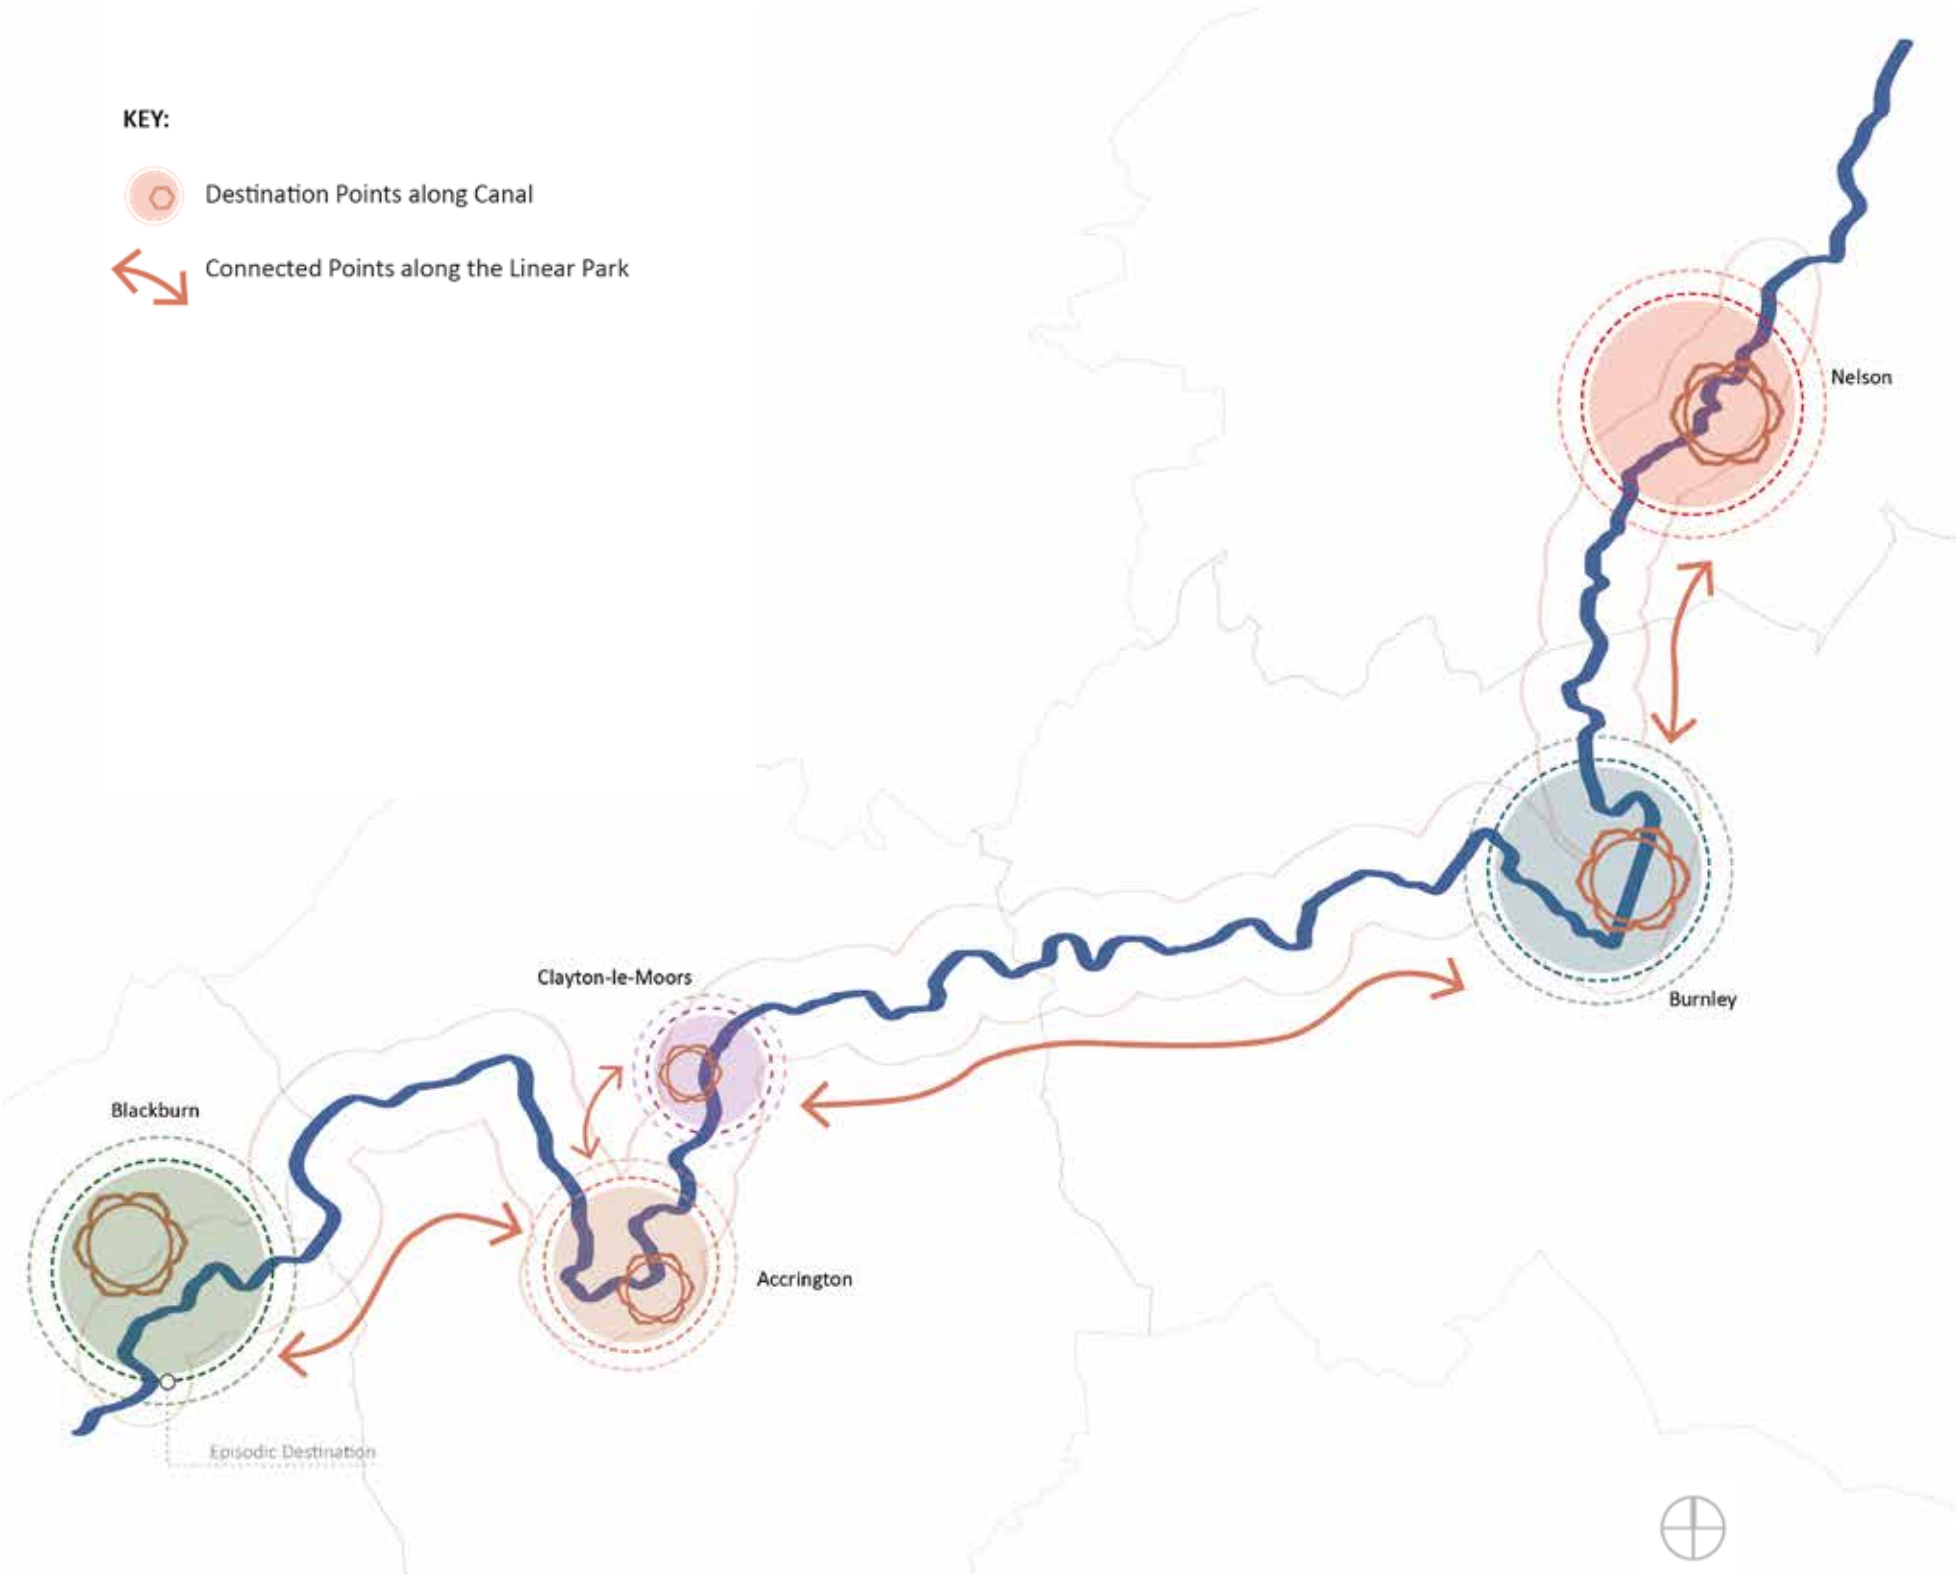 KEY:
Destination Points along Canal
Connected Points along the Linear Park
Nelson
Clayton-le-Moors
Burnley
Blackburn
Accrington
Episodic Destination